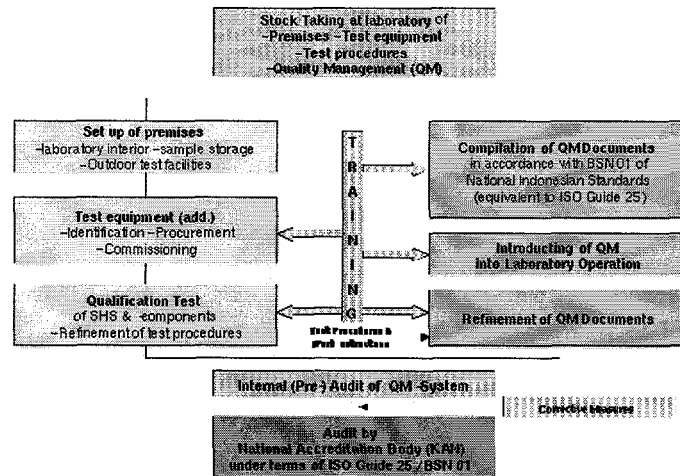 Stock Taking at laboratory of
-Premises -Test equipment
-Test procedures
-Quality Management (QM)
Set up of premises
-laboratory interior -sample storage
-Outdoor test facilities
Test equipment (add.)
-Identification -Procurement
-Commissioning
Qualification Test
of SHS & -components
-Refinement of test procedures
TRAINING
Compilation of QM Documents
in accordance with BSN 01 of
National Indonesian Standards
(equivalent to ISO Guide 25)
Introducting of QM
into Laboratory Operation
Refinement of QM Documents
Internal (Pre-) Audit of QM-System
Corrective Measures
Audit by
National Accreditation Body (KAN)
under terms of ISO Guide 25 / BSN 01